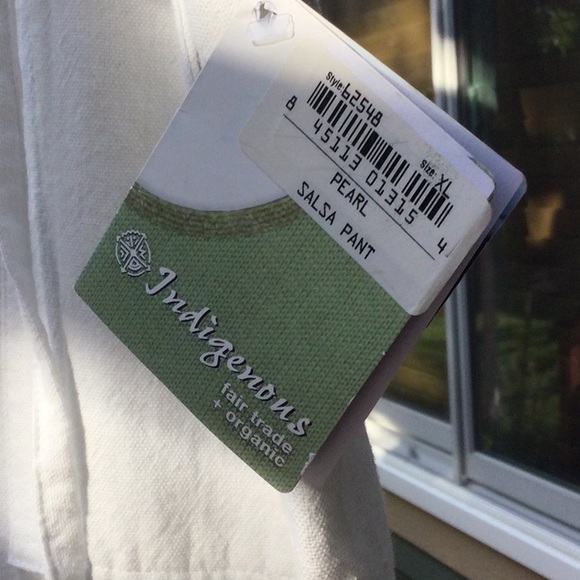 Style: 62548
Size: XL
8 45113 01315 4
PEARL
SALSA PANT
Indigenous
fair trade
+ organic